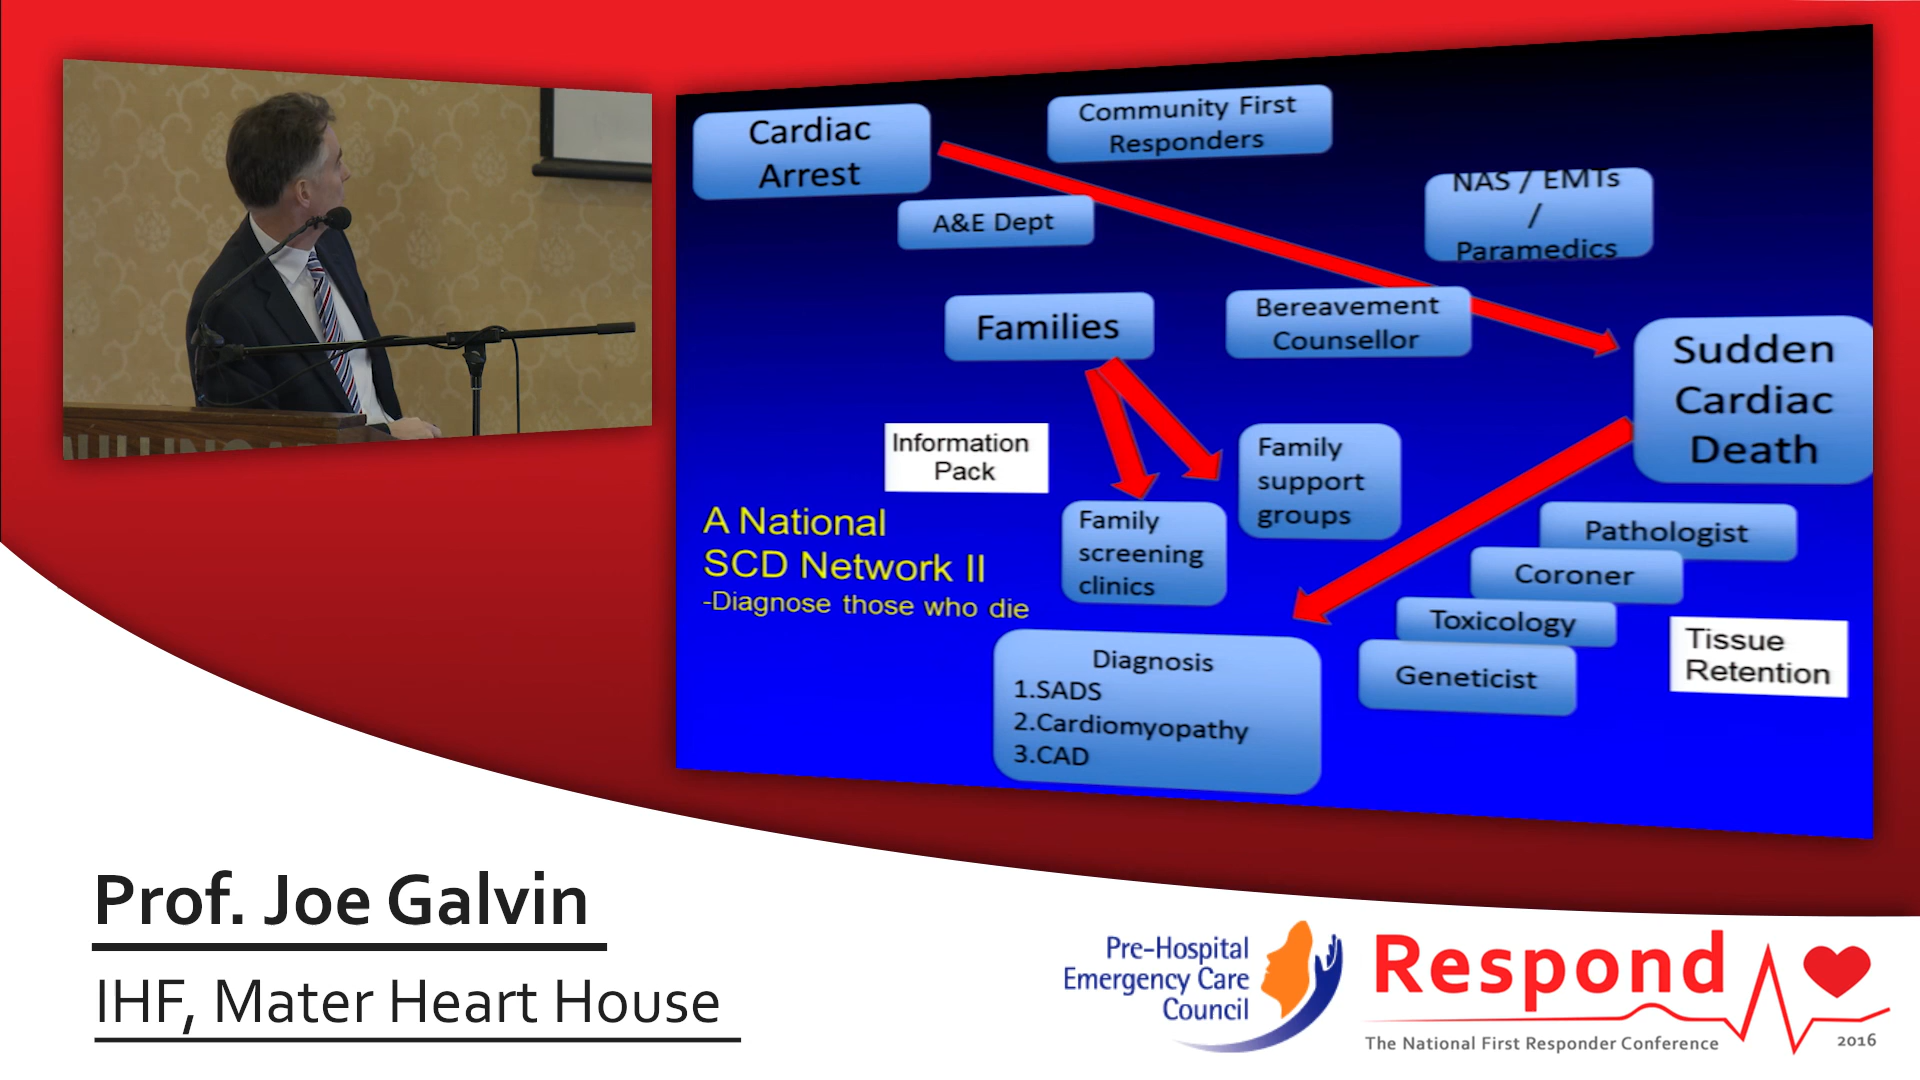 Cardiac
Arrest
Community First
Responders
NAS / EMTs
/
Paramedics
A&E Dept
Families
Bereavement
Counsellor
Sudden
Cardiac
Death
Information
Pack
Family
support
groups
Family
screening
clinics
A National
SCD Network II
-Diagnose those who die
Pathologist
Coroner
Toxicology
Geneticist
Tissue
Retention
Diagnosis
1.SADS
2.Cardiomyopathy
3.CAD
Prof. Joe Galvin
IHF, Mater Heart House
Pre-Hospital
Emergency Care
Council
Respond
The National First Responder Conference
2016